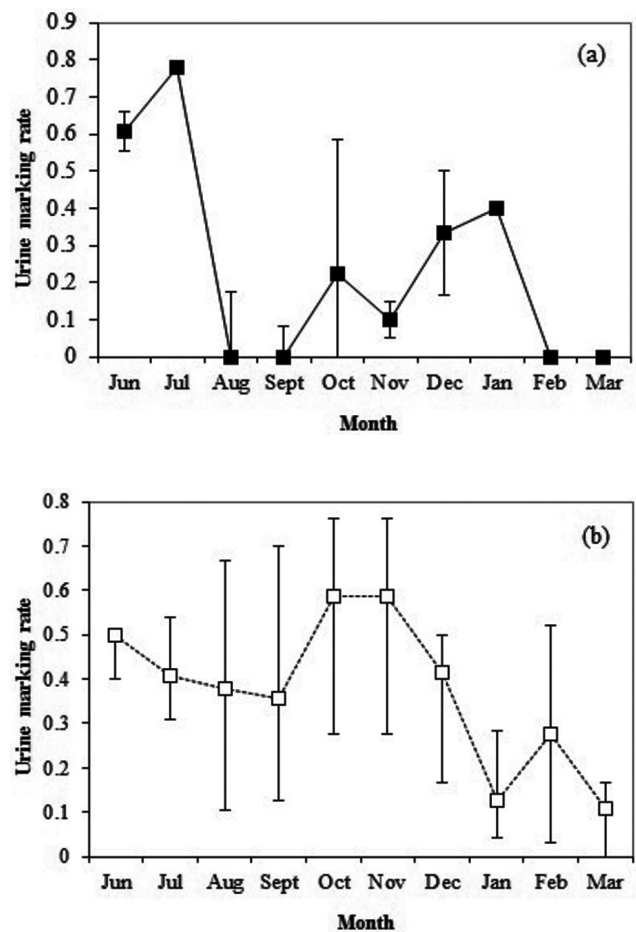 0.9
(a)
0.8
0.7
0.6
0.5
0.4
0.3
0.2
0.1
0
Urine marking rate
Jun Jul Aug Sept Oct Nov Dec Jan Feb Mar
Month
0.8
(b)
0.7
0.6
0.5
0.4
0.3
0.2
0.1
0
Urine marking rate
Jun Jul Aug Sept Oct Nov Dec Jan Feb Mar
Month